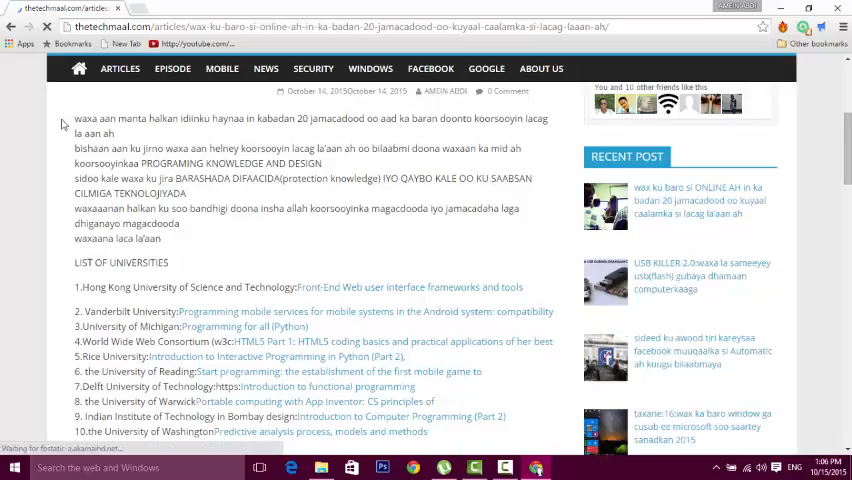 thetechmaal.com/articles
AMEIN ABDI
thetechmaal.com/articles/wax-ku-baro-si-online-ah-in-ka-badan-20-jamacadood-oo-kuyaal-caalamka-si-lacag-laaan-ah/
Apps Bookmarks New Tab http://youtube.com/... Other bookmarks
ARTICLES EPISODE MOBILE NEWS SECURITY WINDOWS FACEBOOK GOOGLE ABOUT US
October 14, 2015October 14, 2015 AMEIN ABDI 0 Comment
waxa aan manta halkan idiinku haynaa in kabadan 20 jamacadood oo aad ka baran doonto korsooyin lacag
la aan ah
bishaan aan ku jirno waxa aan helney koorsooyin lacag la'aan ah oo bilaabmi doona waxaan ka mid ah
koorsooyinkaa PROGRAMING KNOWLEDGE AND DESIGN
sidoo kale waxa ku jira BARASHADA DIFAACIDA(protection knowledge) IYO QAYBO KALE OO KU SAABSAN
CILMIGA TEKNOLOJIYADA
waxaaanan halkan ku soo bandhigi doona insha allah koorsooyinka magacdooda iyo jamacadaha laga
dhiganayo magacdooda
waxaana laca la'aan
LIST OF UNIVERSITIES
1.Hong Kong University of Science and Technology:Front-End Web user interface frameworks and tools
2. Vanderbilt University:Programming mobile services for mobile systems in the Android system: compatibility
3.University of Michigan:Programming for all (Python)
4.World Wide Web Consortium (w3c:HTML5 Part 1: HTML5 coding basics and practical applications of her best
5.Rice University:Introduction to Interactive Programming in Python (Part 2),
6. the University of Reading:Start programming: the establishment of the first mobile game to
7.Delft University of Technology:https:Introduction to functional programming
8. the University of WarwickPortable computing with App Inventor: CS principles of
9. Indian Institute of Technology in Bombay design:Introduction to Computer Programming (Part 2)
10.the University of WashingtonPredictive analysis process, models and methods
You and 10 other friends like this
RECENT POST
wax ku baro si ONLINE AH in ka
badan 20 jamacadood oo kuyaal
caalamka si lacag la'aan ah
USB KILLER 2.0:waxa la sameeyey
usb(flash) gubaya dhamaan
computerkaaga
sideed ku awood tiri kareysaa
facebook muuqaalka si Automatic
ah kuugu bilaabmaya
taxane:16:wax ka baro window ga
cusub ee microsoft soo saartey
sanadkan 2015
Waiting for fbstatic-a.akamaihd.net...
Search the web and Windows
ENG
1:06 PM
10/15/2015